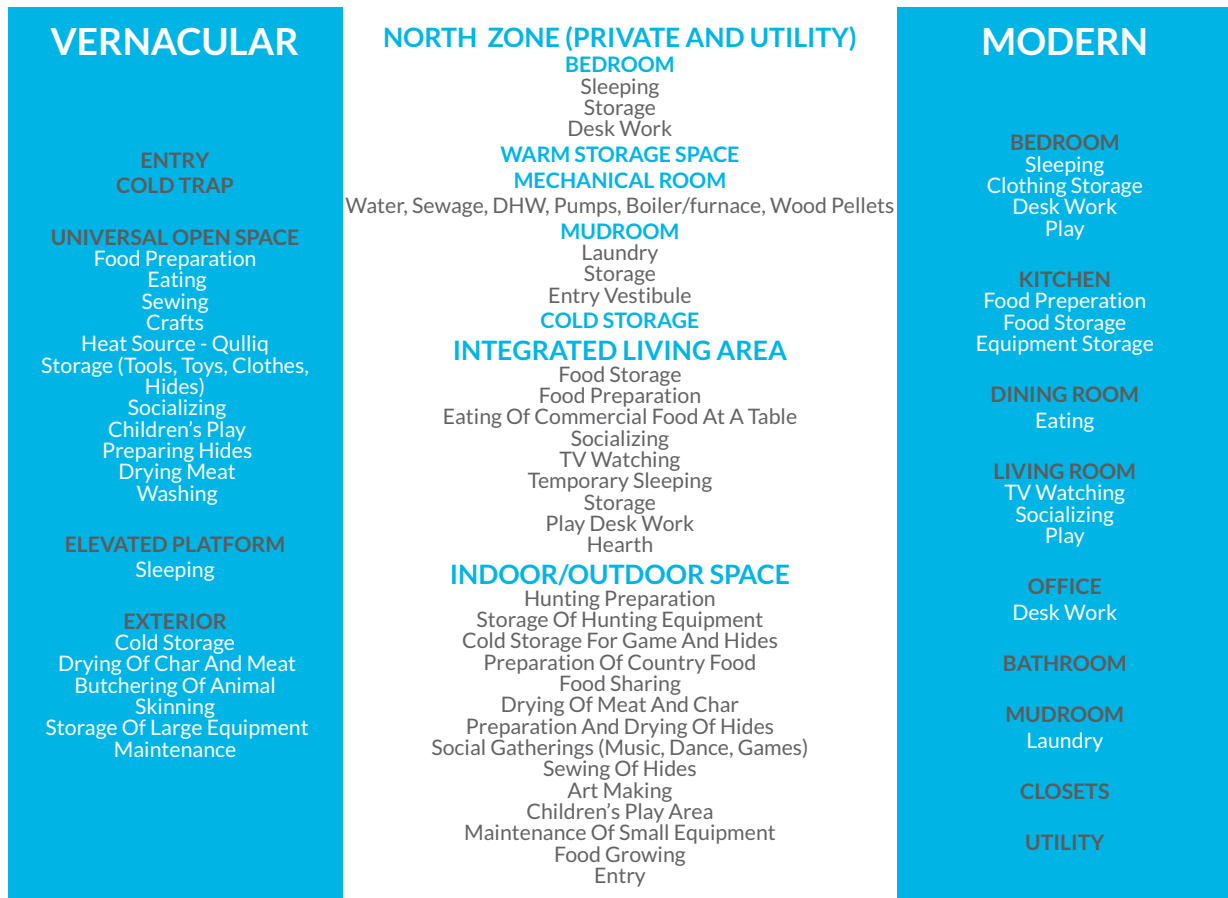 VERNACULAR
ENTRY
COLD TRAP
UNIVERSAL OPEN SPACE
Food Preparation
Eating
Sewing
Crafts
Heat Source - Qulliq
Storage (Tools, Toys, Clothes,
Hides)
Socializing
Children's Play
Preparing Hides
Drying Meat
Washing
ELEVATED PLATFORM
Sleeping
EXTERIOR
Cold Storage
Drying Of Char And Meat
Butchering Of Animal
Skinning
Storage Of Large Equipment
Maintenance
NORTH ZONE (PRIVATE AND UTILITY)
BEDROOM
Sleeping
Storage
Desk Work
WARM STORAGE SPACE
MECHANICAL ROOM
Water, Sewage, DHW, Pumps, Boiler/furnace, Wood Pellets
MUDROOM
Laundry
Storage
Entry Vestibule
COLD STORAGE
INTEGRATED LIVING AREA
Food Storage
Food Preparation
Eating Of Commercial Food At A Table
Socializing
TV Watching
Temporary Sleeping
Storage
Play Desk Work
Hearth
INDOOR/OUTDOOR SPACE
Hunting Preparation
Storage Of Hunting Equipment
Cold Storage For Game And Hides
Preparation Of Country Food
Food Sharing
Drying Of Meat And Char
Preparation And Drying Of Hides
Social Gatherings (Music, Dance, Games)
Sewing Of Hides
Art Making
Children's Play Area
Maintenance Of Small Equipment
Food Growing
Entry
MODERN
BEDROOM
Sleeping
Clothing Storage
Desk Work
Play
KITCHEN
Food Preperation
Food Storage
Equipment Storage
DINING ROOM
Eating
LIVING ROOM
TV Watching
Socializing
Play
OFFICE
Desk Work
BATHROOM
MUDROOM
Laundry
CLOSETS
UTILITY